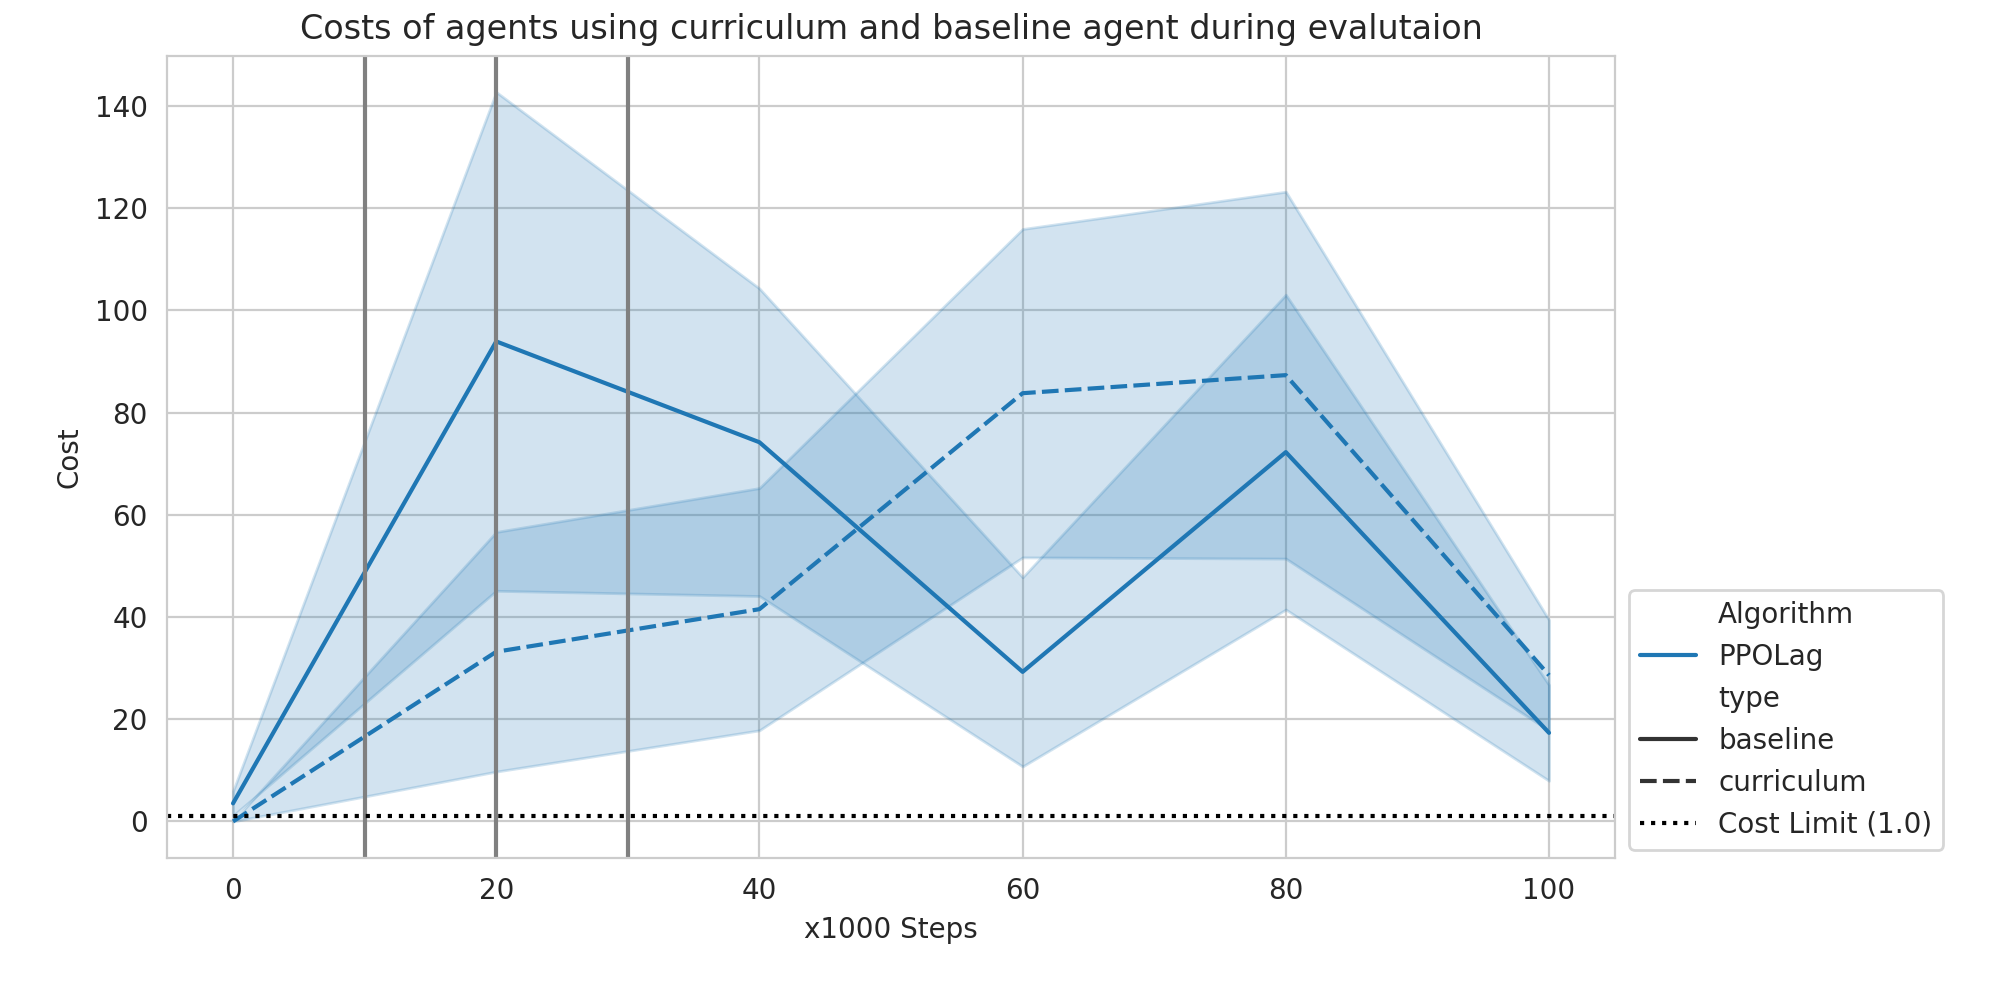 Costs of agents using curriculum and baseline agent during evalutaion
140
120
100
80
60
40
20
0
Cost
0 20 40 60 80 100
x1000 Steps
Algorithm
PPOLag
type
baseline
curriculum
Cost Limit (1.0)